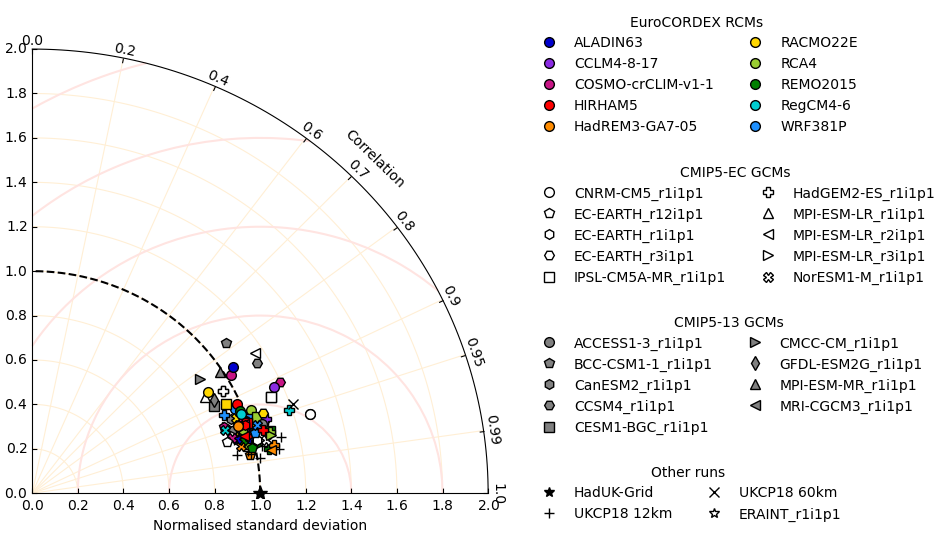 0.0
0.2
0.4
0.6
Correlation
0.7
0.8
0.9
0.95
0.99
1.0
2.0
1.8
1.6
1.4
1.2
1.0
0.8
0.6
0.4
0.2
0.0
0.0 0.2 0.4 0.6 0.8 1.0 1.2 1.4 1.6 1.8 2.0
Normalised standard deviation
EuroCORDEX RCMs
ALADIN63 RACMO22E
CCLM4-8-17 RCA4
COSMO-crCLIM-v1-1 REMO2015
HIRHAM5 RegCM4-6
HadREM3-GA7-05 WRF381P
CMIP5-EC GCMs
CNRM-CM5_r1i1p1 HadGEM2-ES_r1i1p1
EC-EARTH_r12i1p1 MPI-ESM-LR_r1i1p1
EC-EARTH_r1i1p1 MPI-ESM-LR_r2i1p1
EC-EARTH_r3i1p1 MPI-ESM-LR_r3i1p1
IPSL-CM5A-MR_r1i1p1 NorESM1-M_r1i1p1
CMIP5-13 GCMs
ACCESS1-3_r1i1p1 CMCC-CM_r1i1p1
BCC-CSM1-1_r1i1p1 GFDL-ESM2G_r1i1p1
CanESM2_r1i1p1 MPI-ESM-MR_r1i1p1
CCSM4_r1i1p1 MRI-CGCM3_r1i1p1
CESM1-BGC_r1i1p1
Other runs
HadUK-Grid UKCP18 60km
UKCP18 12km ERAINT_r1i1p1